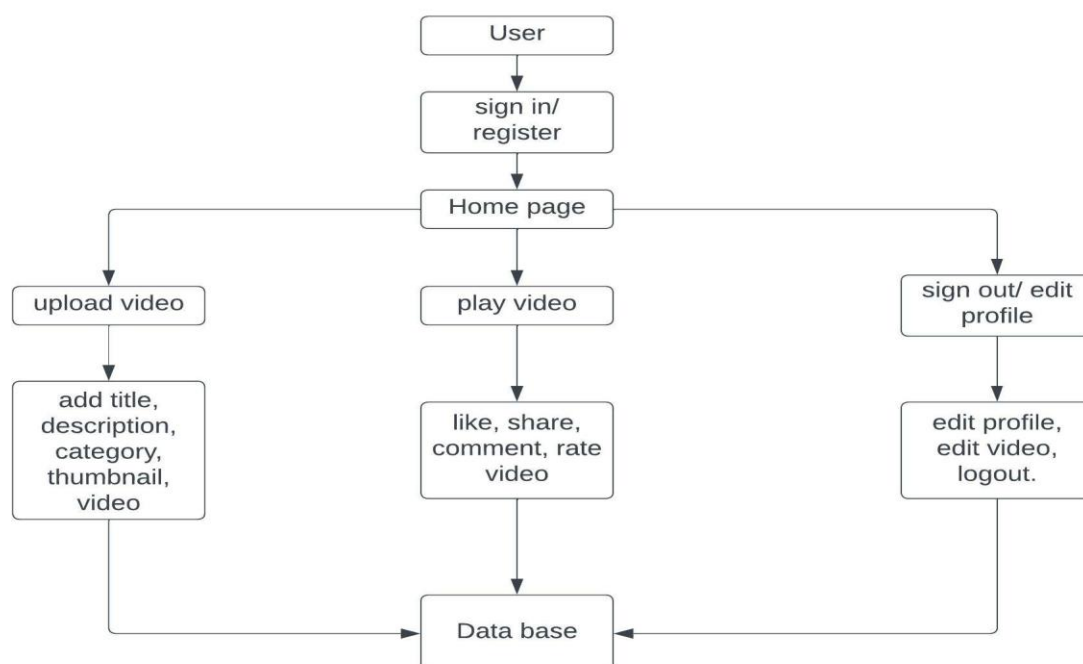 User
sign in/
register
Home page
upload video
play video
sign out/ edit
profile
add title,
description,
category,
thumbnail,
video
like, share,
comment, rate
video
edit profile,
edit video,
logout.
Data base